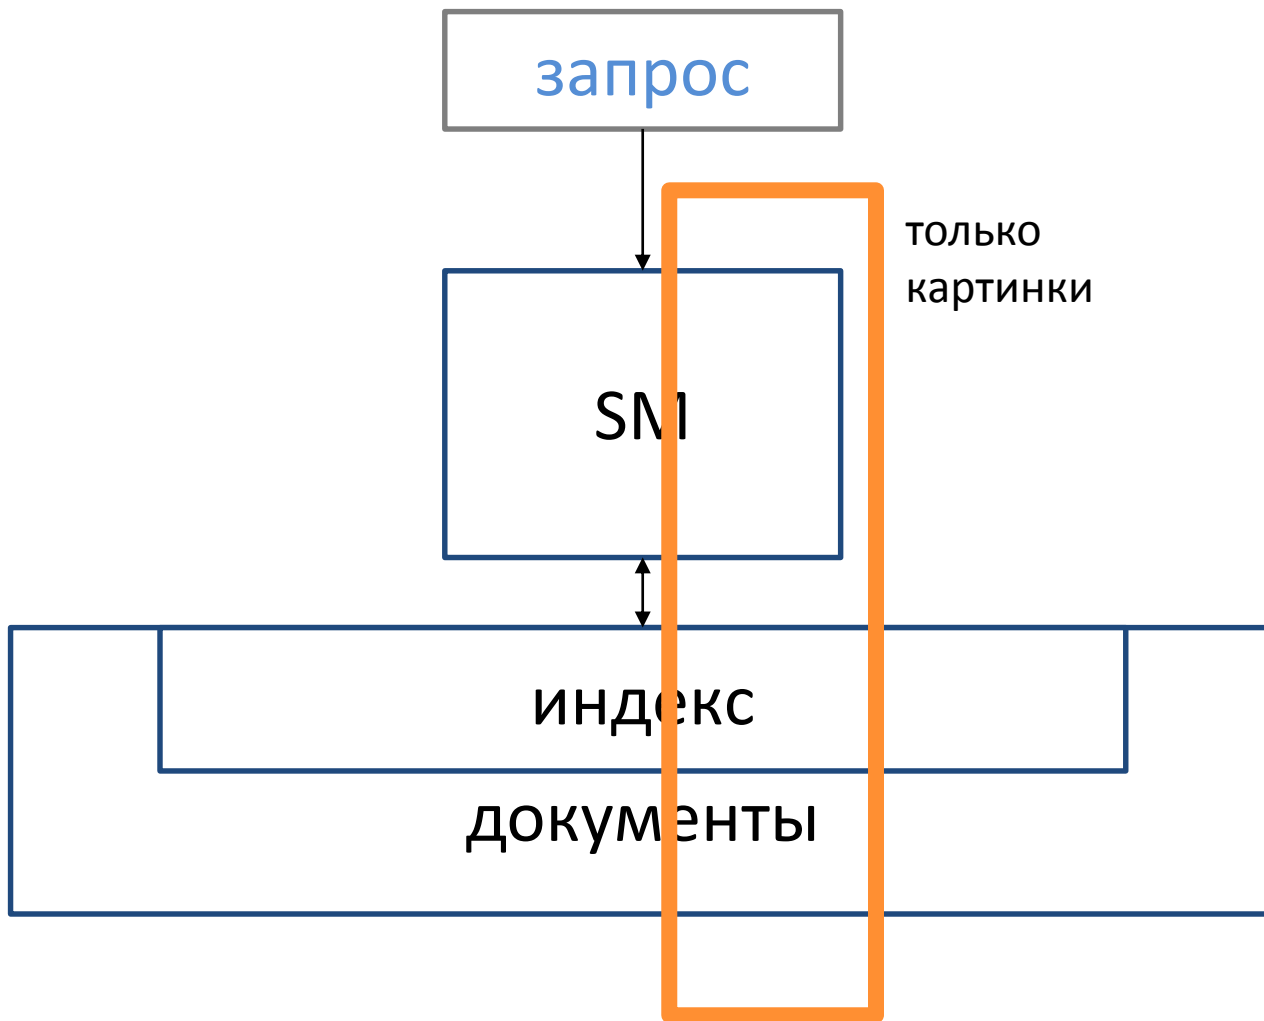 запрос
только
картинки
SM
индекс
документы